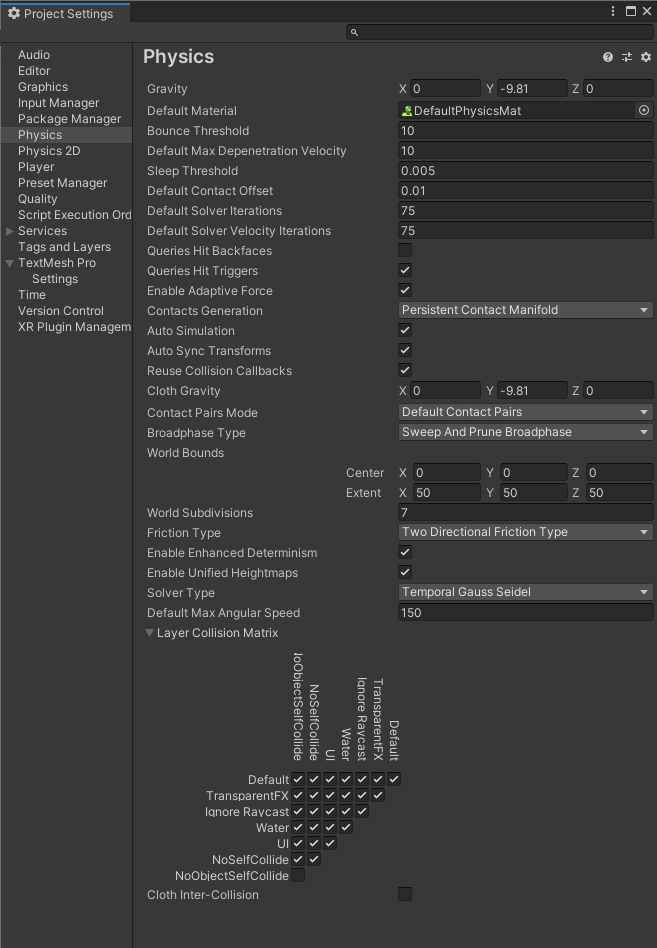 Project Settings
Audio
Editor
Graphics
Input Manager
Package Manager
Physics
Physics 2D
Player
Preset Manager
Quality
Script Execution Ord
Services
Tags and Layers
TextMesh Pro
Settings
Time
Version Control
XR Plugin Managem
Physics
Gravity X 0 Y -9.81 Z 0
Default Material DefaultPhysicsMat
Bounce Threshold 10
Default Max Depenetration Velocity 10
Sleep Threshold 0.005
Default Contact Offset 0.01
Default Solver Iterations 75
Default Solver Velocity Iterations 75
Queries Hit Backfaces
Queries Hit Triggers
Enable Adaptive Force
Contacts Generation Persistent Contact Manifold
Auto Simulation
Auto Sync Transforms
Reuse Collision Callbacks
Cloth Gravity X 0 Y -9.81 Z 0
Contact Pairs Mode Default Contact Pairs
Broadphase Type Sweep And Prune Broadphase
World Bounds
Center X 0 Y 0 Z 0
Extent X 50 Y 50 Z 50
World Subdivisions 7
Friction Type Two Directional Friction Type
Enable Enhanced Determinism
Enable Unified Heightmaps
Solver Type Temporal Gauss Seidel
Default Max Angular Speed 150
Layer Collision Matrix
NoObjectSelfCollide
NoSelfCollide
UI
Water
Ignore Raycast
TransparentFX
Default
Default
TransparentFX
Ignore Raycast
Water
UI
NoSelfCollide
NoObjectSelfCollide
Cloth Inter-Collision